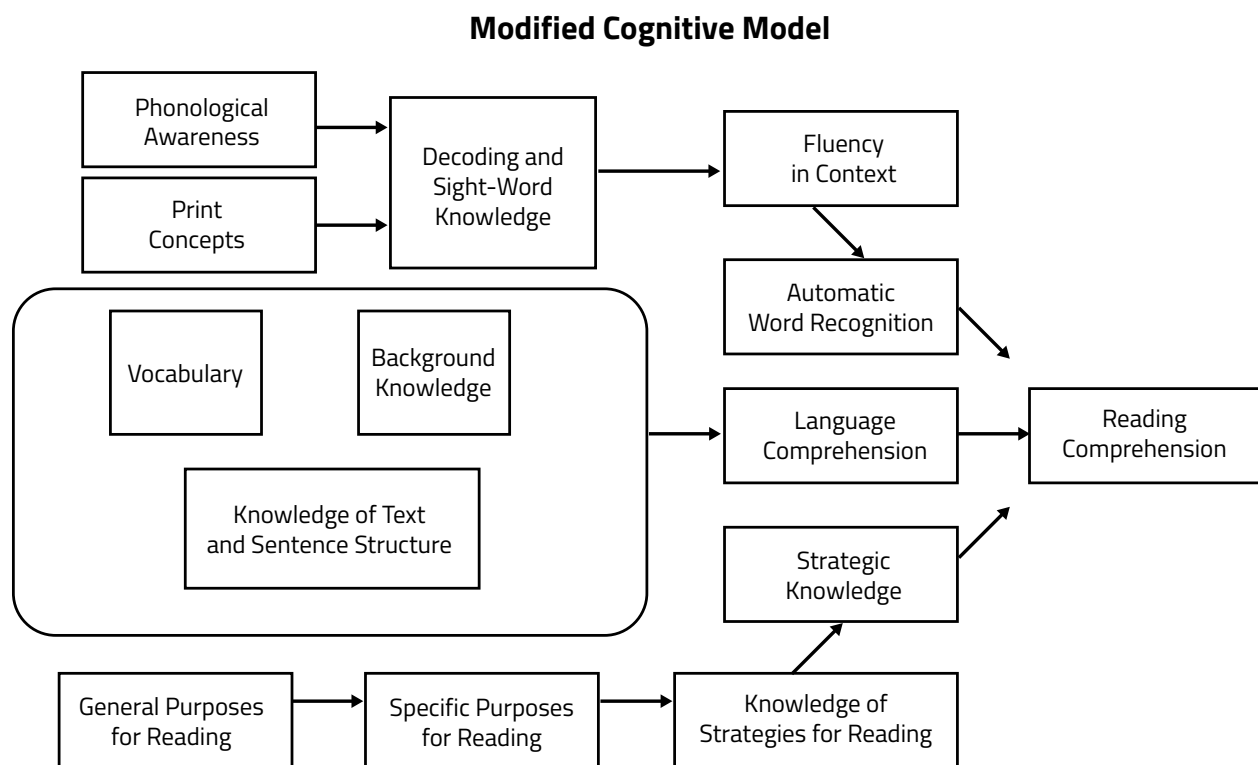 Modified Cognitive Model
Phonological
Awareness
Print
Concepts
Decoding and
Sight-Word
Knowledge
Fluency
in Context
Automatic
Word Recognition
Vocabulary
Background
Knowledge
Knowledge of Text
and Sentence Structure
Language
Comprehension
Reading
Comprehension
Strategic
Knowledge
General Purposes
for Reading
Specific Purposes
for Reading
Knowledge of
Strategies for Reading